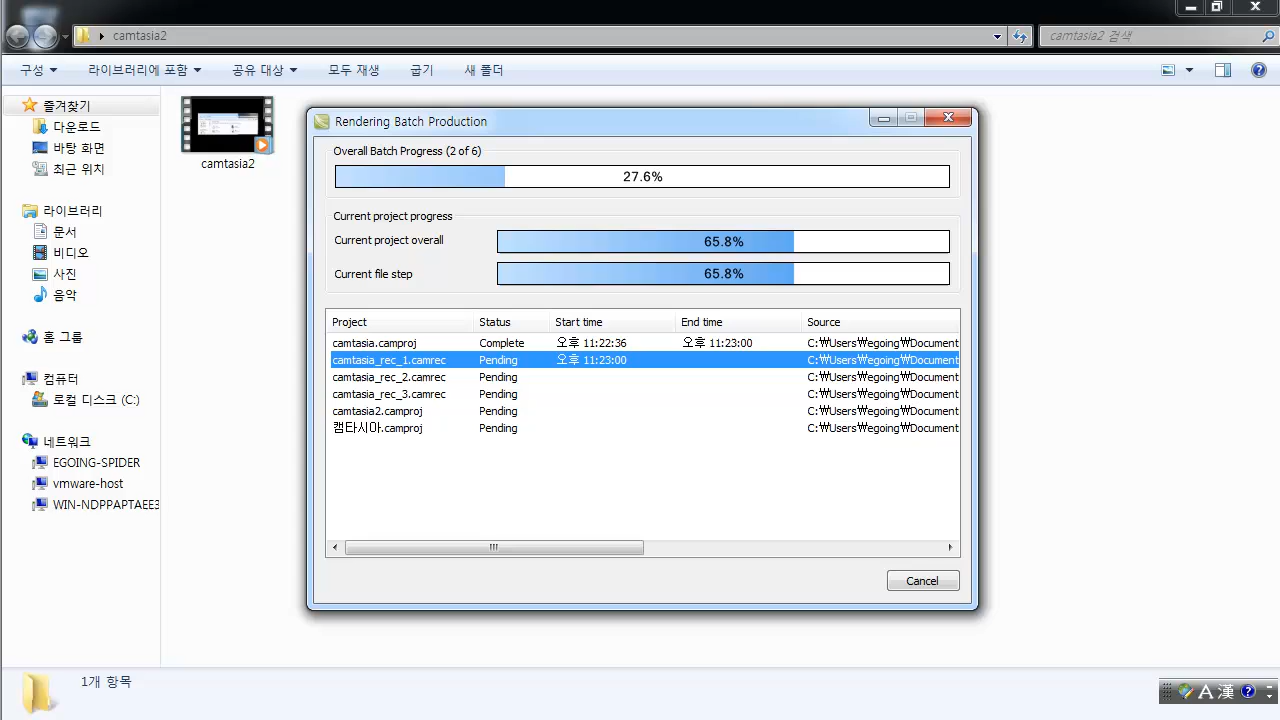 camtasia2
camtasia2 검색
구성 라이브러리에 포함 공유 대상 모두 재생 굽기 새 폴더
즐겨찾기
다운로드
바탕 화면
최근 위치
라이브러리
문서
비디오
사진
음악
홈 그룹
컴퓨터
로컬 디스크 (C:)
네트워크
EGOING-SPIDER
vmware-host
WIN-NDPPAPTAEE3
camtasia2
Rendering Batch Production
Overall Batch Progress (2 of 6)
27.6%
Current project progress
Current project overall 65.8%
Current file step 65.8%
Project Status Start time End time Source
camtasia.camproj Complete 오후 11:22:36 오후 11:23:00 C:₩Users₩egoing₩Document
camtasia_rec_1.camrec Pending 오후 11:23:00 C:₩Users₩egoing₩Document
camtasia_rec_2.camrec Pending C:₩Users₩egoing₩Document
camtasia_rec_3.camrec Pending C:₩Users₩egoing₩Document
camtasia2.camproj Pending C:₩Users₩egoing₩Document
캠타시아.camproj Pending C:₩Users₩egoing₩Document
Cancel
1개 항목
A 漢